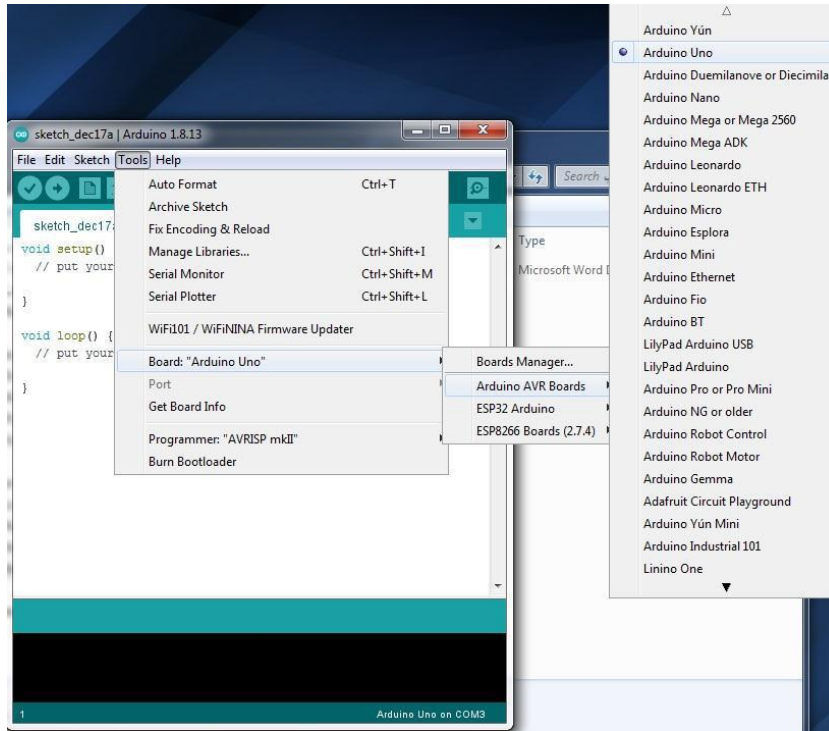 sketch_dec17a | Arduino 1.8.13
File Edit Sketch Tools Help
sketch_dec17a
void setup()
// put your
}
void loop() {
// put your
}
Auto Format Ctrl+T
Archive Sketch
Fix Encoding & Reload
Manage Libraries... Ctrl+Shift+I
Serial Monitor Ctrl+Shift+M
Serial Plotter Ctrl+Shift+L
WiFi101 / WiFiNINA Firmware Updater
Board: "Arduino Uno"
Port
Get Board Info
Programmer: "AVRISP mkII"
Burn Bootloader
Boards Manager...
Arduino AVR Boards
ESP32 Arduino
ESP8266 Boards (2.7.4)
Arduino Yún
Arduino Uno
Arduino Duemilanove or Diecimila
Arduino Nano
Arduino Mega or Mega 2560
Arduino Mega ADK
Arduino Leonardo
Arduino Leonardo ETH
Arduino Micro
Arduino Esplora
Arduino Mini
Arduino Ethernet
Arduino Fio
Arduino BT
LilyPad Arduino USB
LilyPad Arduino
Arduino Pro or Pro Mini
Arduino NG or older
Arduino Robot Control
Arduino Robot Motor
Arduino Gemma
Adafruit Circuit Playground
Arduino Yún Mini
Arduino Industrial 101
Linino One
Search
Type
Microsoft Word
1 Arduino Uno on COM3